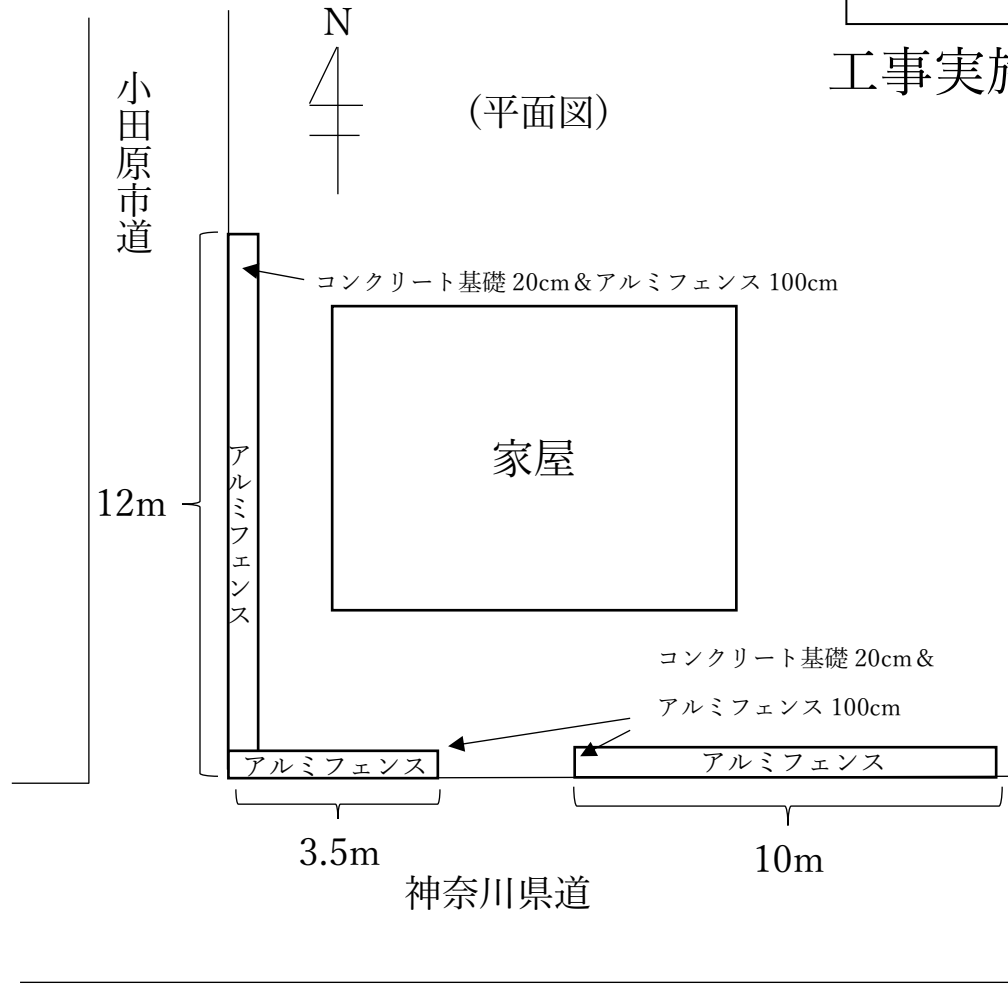 N
工事実施
小田原市道
(平面図)
コンクリート基礎 20cm＆アルミフェンス 100cm
家屋
アルミフェンス
12m
コンクリート基礎 20cm＆
アルミフェンス 100cm
アルミフェンス
アルミフェンス
3.5m
10m
神奈川県道